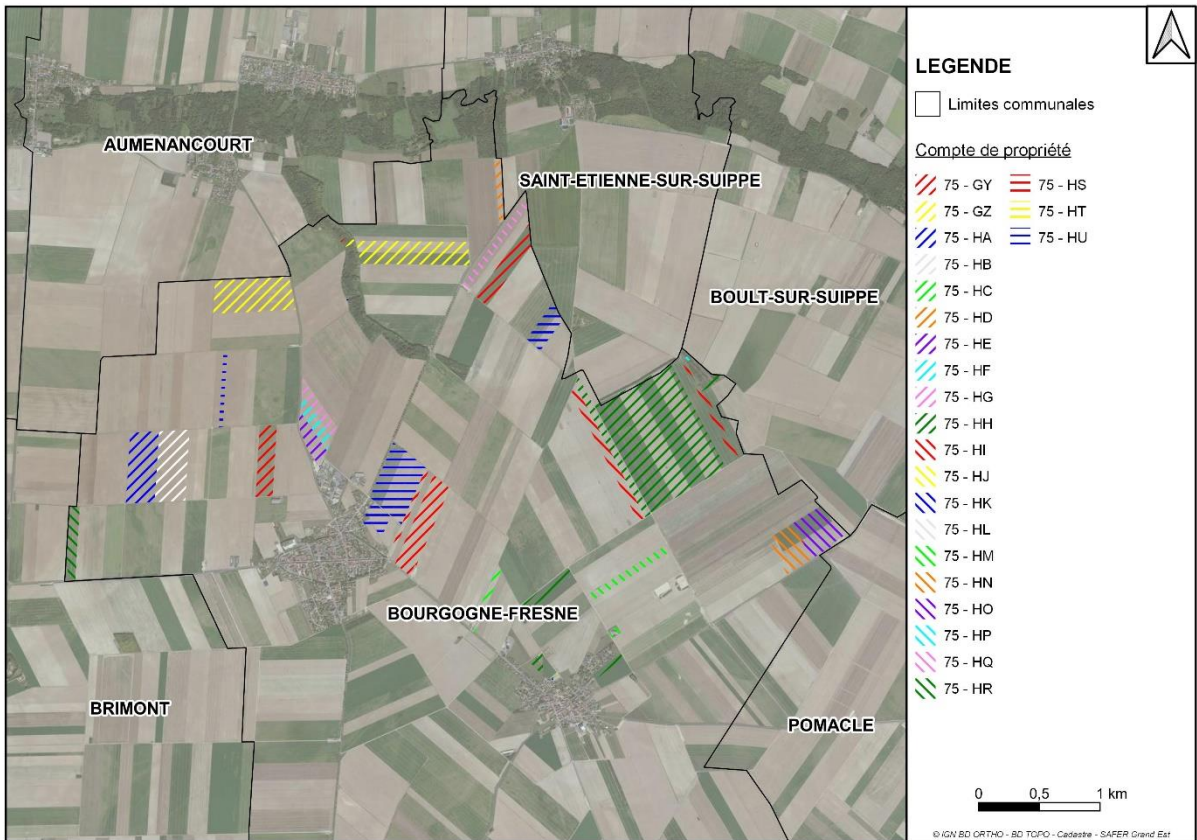 LEGENDE
Limites communales
Compte de propriété
75 - GY
75 - GZ
75 - HA
75 - HB
75 - HC
75 - HD
75 - HE
75 - HF
75 - HG
75 - HH
75 - HI
75 - HJ
75 - HK
75 - HL
75 - HM
75 - HN
75 - HO
75 - HP
75 - HQ
75 - HR
75 - HS
75 - HT
75 - HU
AUMENANCOURT
SAINT-ETIENNE-SUR-SUIPPE
BOULT-SUR-SUIPPE
BOURGOGNE-FRESNE
BRIMONT
POMACLE
0 0,5 1 km
© IGN BD ORTHO - BD TOPO - Cadastre - SAFER Grand Est